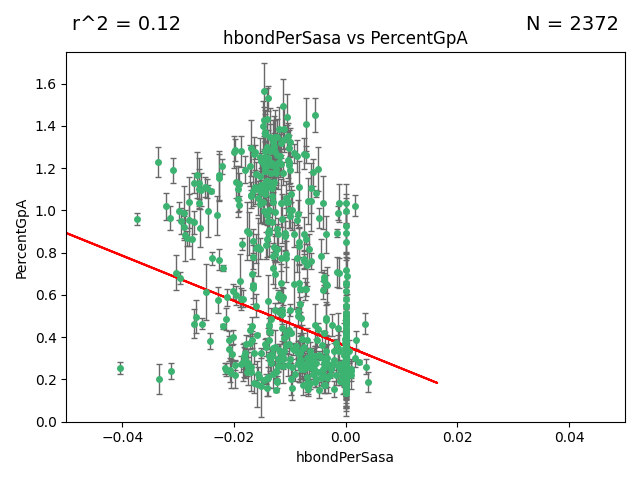 r^2 = 0.12
N = 2372
hbondPerSasa vs PercentGpA
PercentGpA
1.6
1.4
1.2
1.0
0.8
0.6
0.4
0.2
0.0
−0.04 −0.02 0.00 0.02 0.04
hbondPerSasa